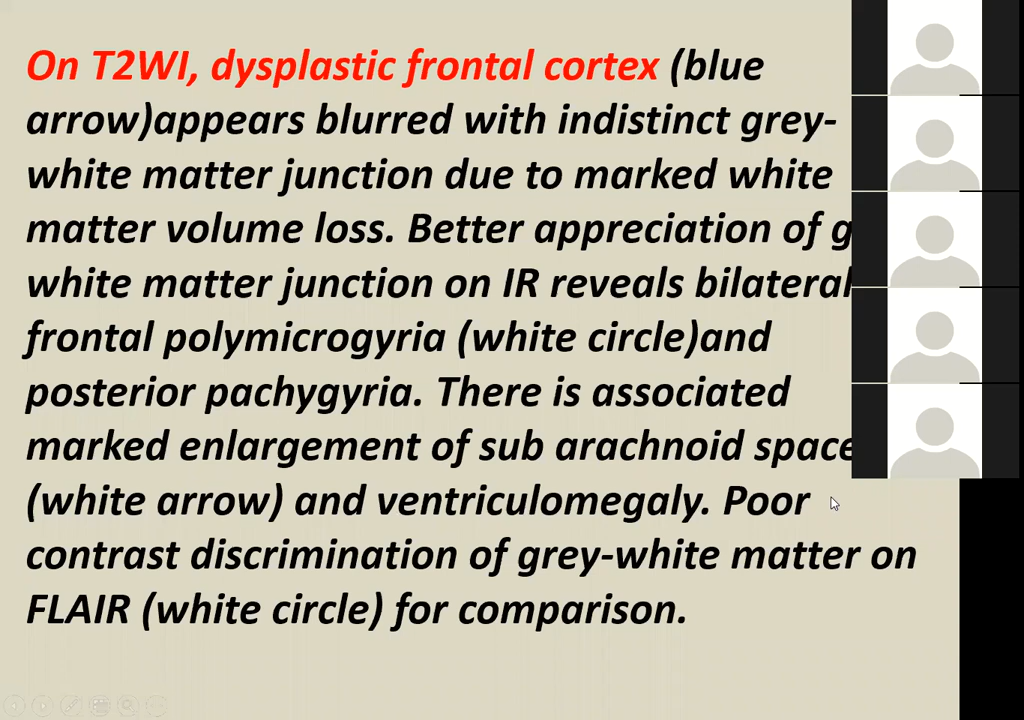 On T2WI, dysplastic frontal cortex (blue
arrow)appears blurred with indistinct grey-
white matter junction due to marked white
matter volume loss. Better appreciation of
white matter junction on IR reveals bilateral
frontal polymicrogyria (white circle)and
posterior pachygyria. There is associated
marked enlargement of sub arachnoid space
(white arrow) and ventriculomegaly. Poor
contrast discrimination of grey-white matter on
FLAIR (white circle) for comparison.